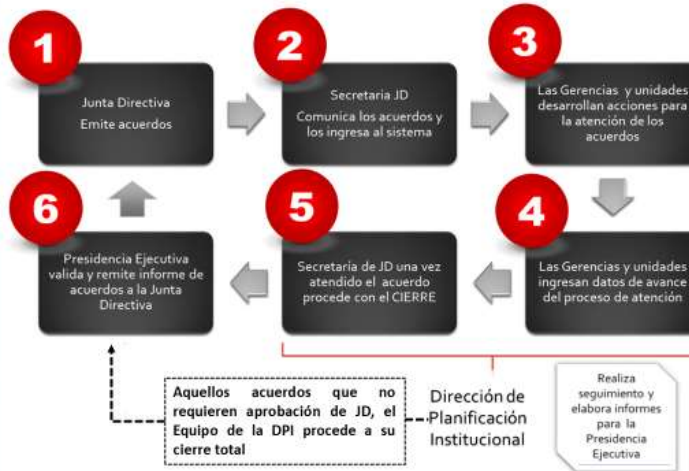 1
Junta Directiva
Emite acuerdos
2
Secretaria JD
Comunica los acuerdos y
los ingresa al sistema
3
Las Gerencias y unidades
desarrollan acciones para
la atención de los
acuerdos
6
Presidencia Ejecutiva
valida y remite informe de
acuerdos a la Junta
Directiva
5
Secretaria de JD una vez
atendido el acuerdo
procede con el CIERRE
4
Las Gerencias y unidades
ingresan datos de avance
del proceso de atención
Aquellos acuerdos que no
requieren aprobación de JD, el
Equipo de la DPI procede a su
cierre total
Dirección de
Planificación
Institucional
Realiza
seguimiento y
elabora informes
para la
Presidencia
Ejecutiva